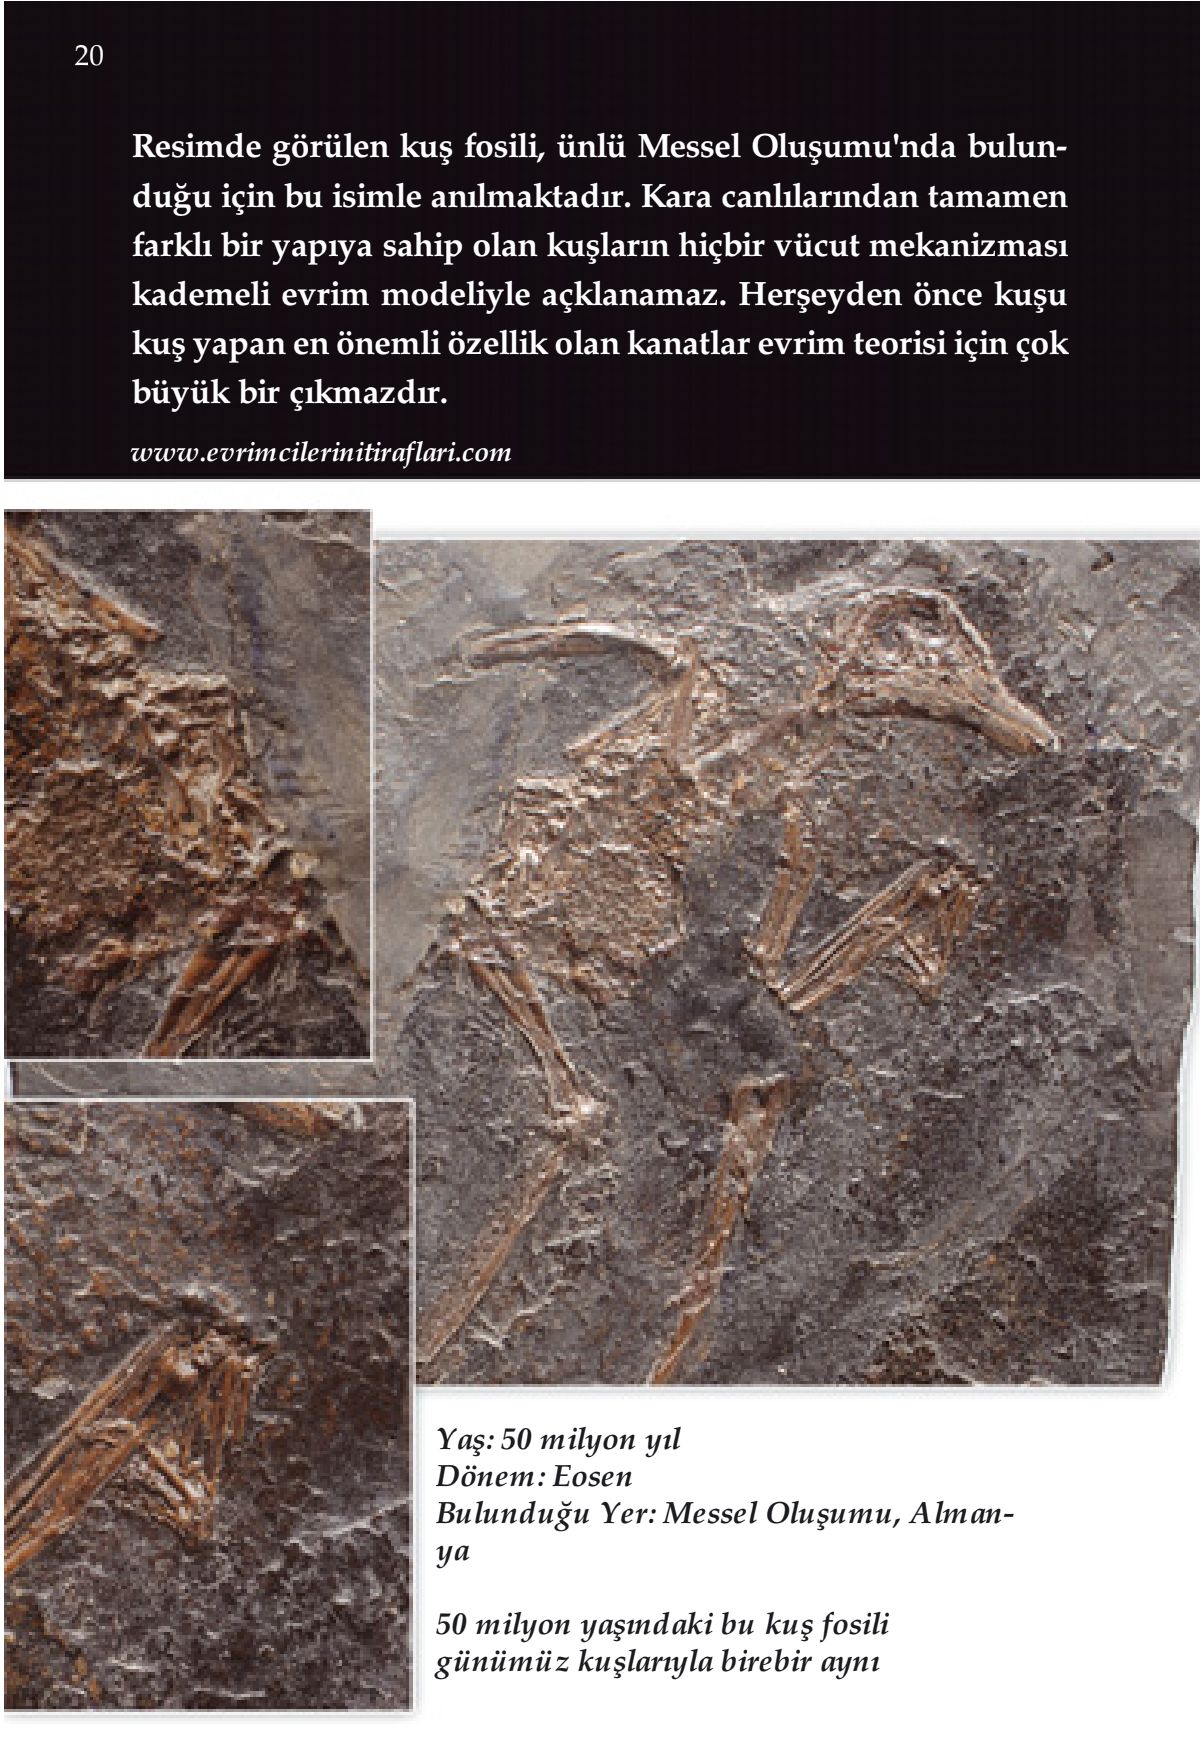 20
Resimde görülen kuş fosili, ünlü Messel Oluşumu'nda bulun-
duğu için bu isimle anılmaktadır. Kara canlılarından tamamen
farklı bir yapıya sahip olan kuşların hiçbir vücut mekanizması
kademeli evrim modeliyle açklanamaz. Herşeyden önce kuşu
kuş yapan en önemli özellik olan kanatlar evrim teorisi için çok
büyük bir çıkmazdır.
www.evrimcilerinitiraflari.com
Yaş: 50 milyon yıl
Dönem: Eosen
Bulunduğu Yer: Messel Oluşumu, Alman-
ya
50 milyon yaşındaki bu kuş fosili
günümüz kuşlarıyla birebir aynı